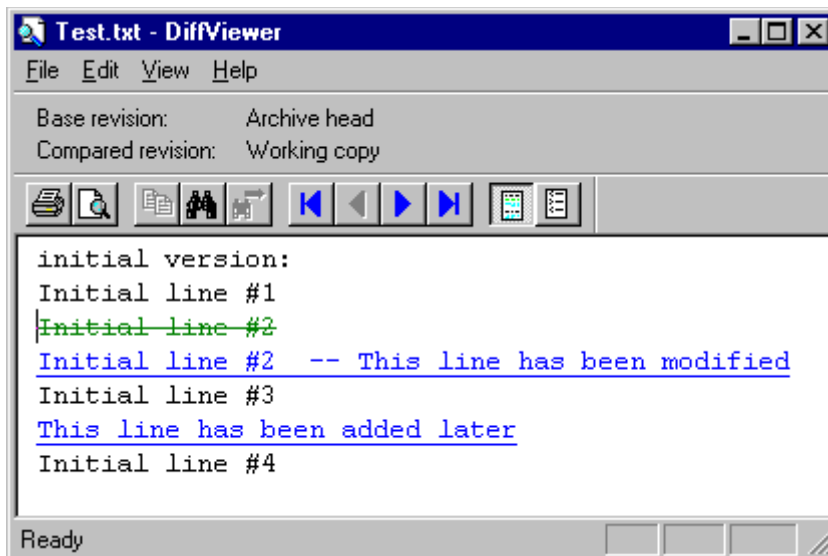 Test.txt - DiffViewer
File Edit View Help
Base revision: Archive head
Compared revision: Working copy
initial version:
Initial line #1
Initial line #2
Initial line #2  -- This line has been modified
Initial line #3
This line has been added later
Initial line #4
Ready